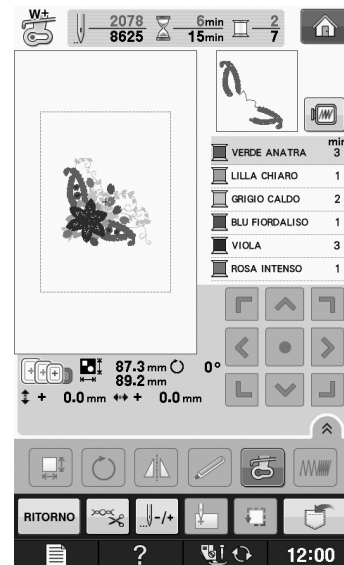 W+
2078 6min 2
8625 15min 7
min
VERDE ANATRA 3
LILLA CHIARO 1
GRIGIO CALDO 2
BLU FIORDALISO 1
VIOLA 3
ROSA INTENSO 1
87.3 mm 0°
89.2 mm
+ 0.0 mm + 0.0 mm
RITORNO -/+
? 12:00